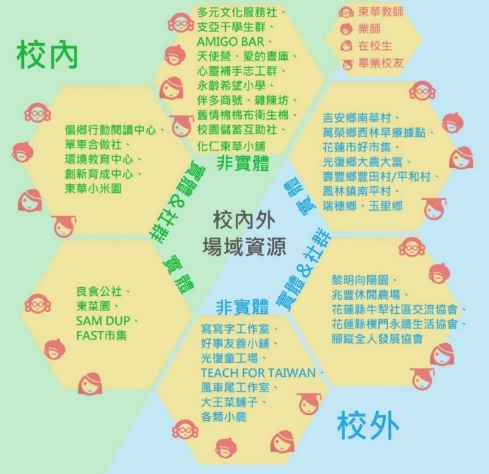 校內
多元文化服務社、
支亞干學生群、
AMIGO BAR、
天使營、愛的書庫、
心靈補手志工群、
永齡希望小學、
伴多商號、雜陳坊、
舊情綿綿布衛生棉、
校園儲蓄互助社、
化仁東華小舖
非實體
東華教師
業師
在校生
畢業校友
偏鄉行動閱讀中心、
單車合做社、
環境教育中心、
創新育成中心、
東華小米園
實體&社群
吉安鄉南華村、
萬榮鄉西林早療據點、
花蓮市好市集、
光復鄉大農大富、
壽豐鄉豐田村/平和村、
鳳林鎮南平村、
瑞穗鄉、玉里鄉
實體
校內外
場域資源
良食公社、
東菜園、
SAM DUP、
FAST市集
實體
黎明向陽園、
兆豐休閒農場、
花蓮縣牛犁社區交流協會、
花蓮縣樸門永續生活協會、
腳蹤全人發展協會
實體&社群
非實體
寫寫字工作室、
好事友善小舖、
光復童工場、
TEACH FOR TAIWAN、
風車尾工作室、
大王菜舖子、
各類小農
校外